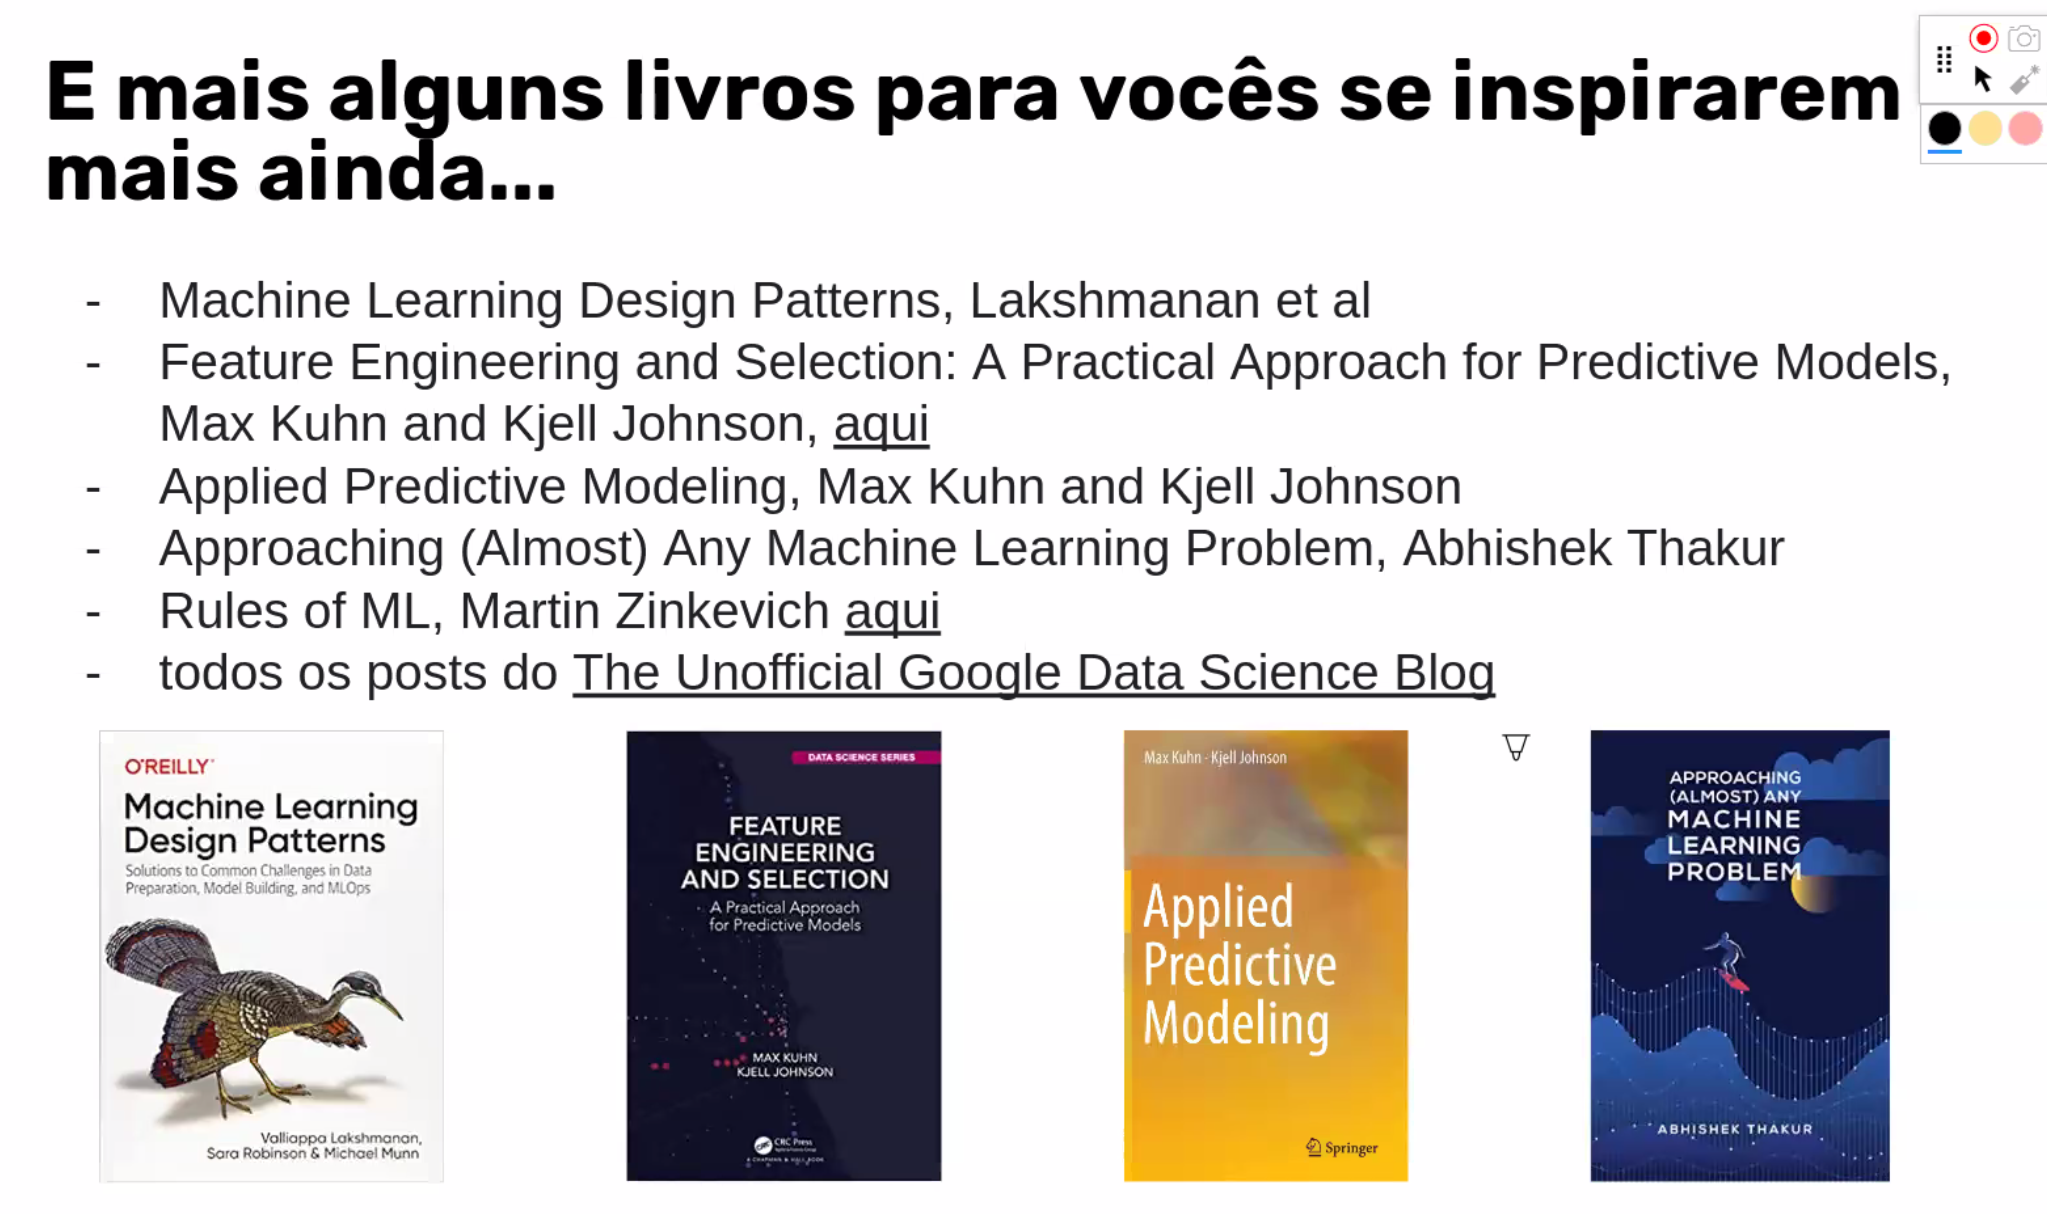 E mais alguns livros para vocês se inspirarem
mais ainda...
- Machine Learning Design Patterns, Lakshmanan et al
- Feature Engineering and Selection: A Practical Approach for Predictive Models,
Max Kuhn and Kjell Johnson, aqui
- Applied Predictive Modeling, Max Kuhn and Kjell Johnson
- Approaching (Almost) Any Machine Learning Problem, Abhishek Thakur
- Rules of ML, Martin Zinkevich aqui
- todos os posts do The Unofficial Google Data Science Blog
O'REILLY
Machine Learning
Design Patterns
Solutions to Common Challenges in Data
Preparation, Model Building, and MLOps
Valliappa Lakshmanan,
Sara Robinson & Michael Munn
DATA SCIENCE SERIES
FEATURE
ENGINEERING
AND SELECTION
A Practical Approach
for Predictive Models
MAX KUHN
KJELL JOHNSON
CRC Press
A CHAPMAN & HALL BOOK
Max Kuhn · Kjell Johnson
Applied
Predictive
Modeling
Springer
APPROACHING
(ALMOST) ANY
MACHINE
LEARNING
PROBLEM
ABHISHEK THAKUR